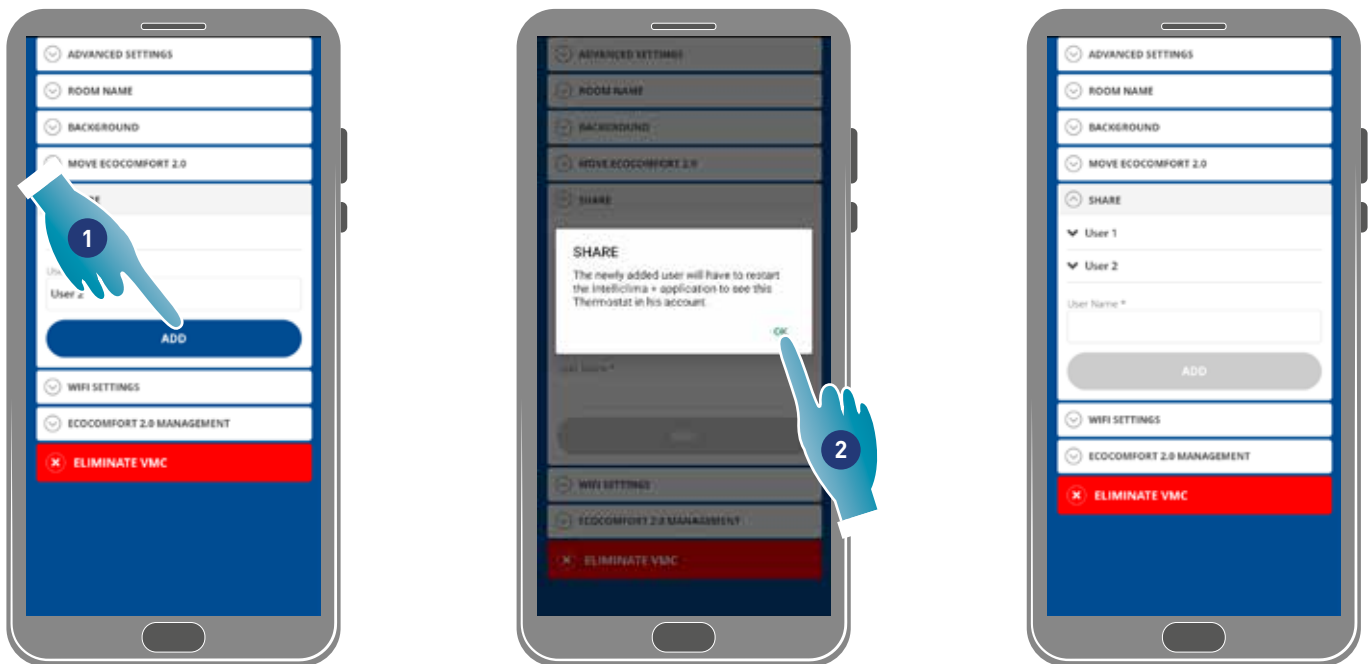 ADVANCED SETTINGS
ROOM NAME
BACKGROUND
MOVE ECOCOMFORT 2.0
1
User 2
ADD
WIFI SETTINGS
ECOCOMFORT 2.0 MANAGEMENT
ELIMINATE VMC
ADVANCED SETTINGS
ROOM NAME
BACKGROUND
MOVE ECOCOMFORT 2.0
SHARE
SHARE
The newly added user will have to restart
the Intelliclima + application to see this
Thermostat in his account
OK
User Name *
ADD
2
WIFI SETTINGS
ECOCOMFORT 2.0 MANAGEMENT
ELIMINATE VMC
ADVANCED SETTINGS
ROOM NAME
BACKGROUND
MOVE ECOCOMFORT 2.0
SHARE
User 1
User 2
User Name *
ADD
WIFI SETTINGS
ECOCOMFORT 2.0 MANAGEMENT
ELIMINATE VMC